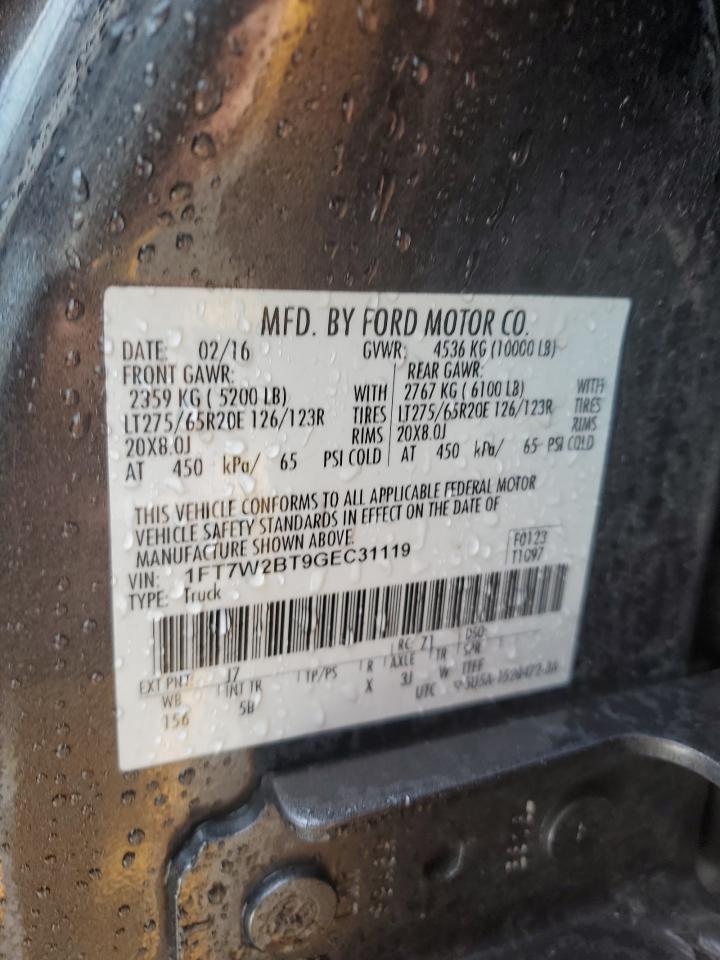 MFD. BY FORD MOTOR CO.
DATE: 02/16 GVWR: 4536 KG (10000 LB)
FRONT GAWR: REAR GAWR:
2359 KG ( 5200 LB) WITH 2767 KG ( 6100 LB) WITH
LT275/65R20E 126/123R TIRES LT275/65R20E 126/123R TIRES
20X8.0J RIMS 20X8.0J RIMS
AT 450 kPa/ 65 PSI COLD AT 450 kPa/ 65 PSI COLD
THIS VEHICLE CONFORMS TO ALL APPLICABLE FEDERAL MOTOR
VEHICLE SAFETY STANDARDS IN EFFECT ON THE DATE OF
MANUFACTURE SHOWN ABOVE.
VIN: 1FT7W2BT9GEC31119 F0123
TYPE: Truck T1097
EXT PNT: J7 RC: DSO:
WB INT TR TP/PS R AXLE TR SPR
156 5B X 3J W
UTC